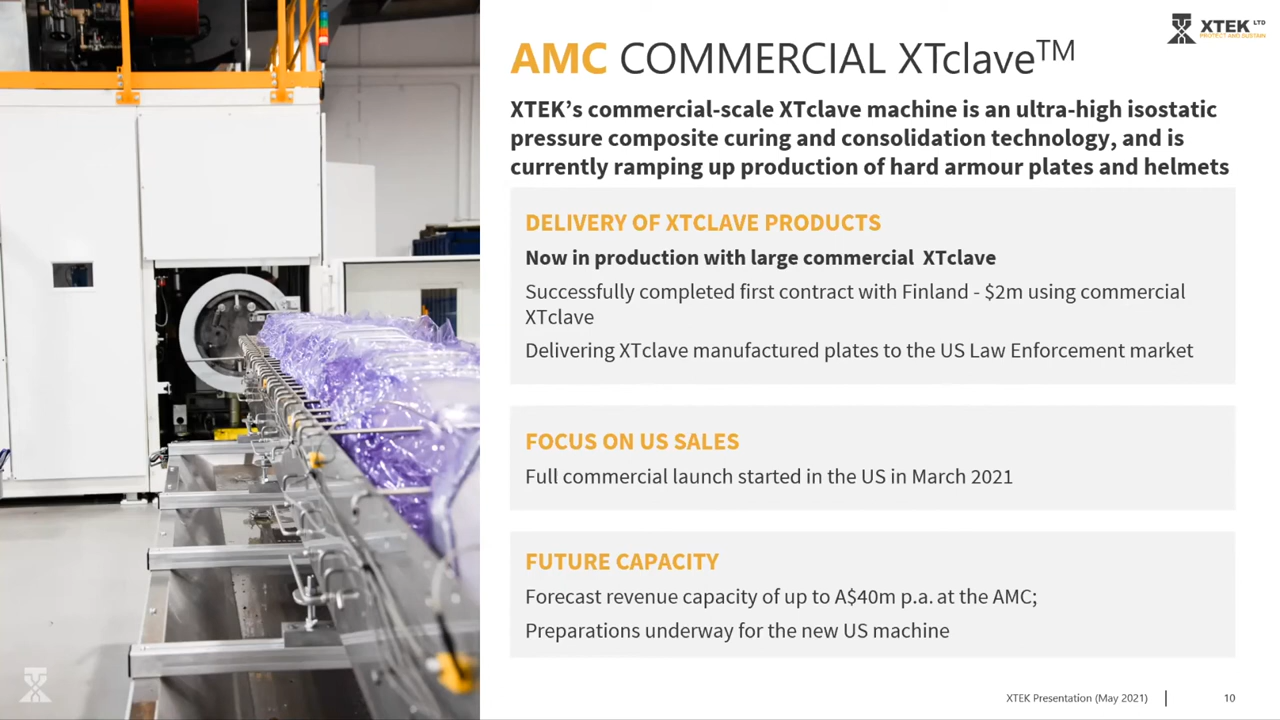 XTEK LTD
PROTECT AND SUSTAIN
AMC COMMERCIAL XTclave™
XTEK’s commercial-scale XTclave machine is an ultra-high isostatic
pressure composite curing and consolidation technology, and is
currently ramping up production of hard armour plates and helmets
DELIVERY OF XTCLAVE PRODUCTS
Now in production with large commercial XTclave
Successfully completed first contract with Finland - $2m using commercial
XTclave
Delivering XTclave manufactured plates to the US Law Enforcement market
FOCUS ON US SALES
Full commercial launch started in the US in March 2021
FUTURE CAPACITY
Forecast revenue capacity of up to A$40m p.a. at the AMC;
Preparations underway for the new US machine
XTEK Presentation (May 2021)
10